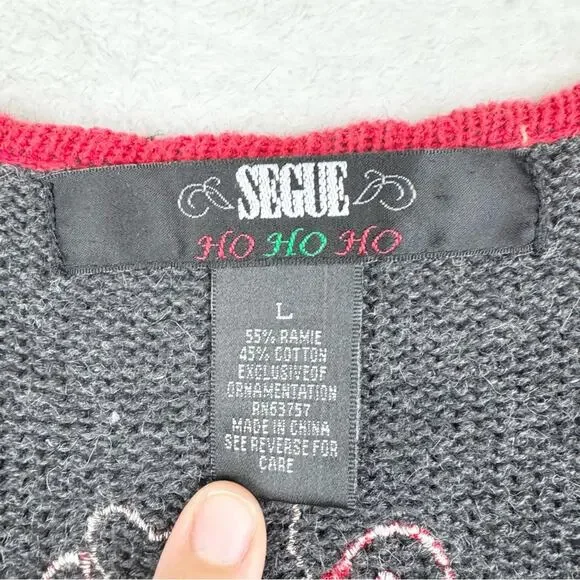 SEGUE
HO HO HO
L
55% RAMIE
45% COTTON
EXCLUSIVEOF
ORNAMENTATION
RN63757
MADE IN CHINA
SEE REVERSE FOR
CARE